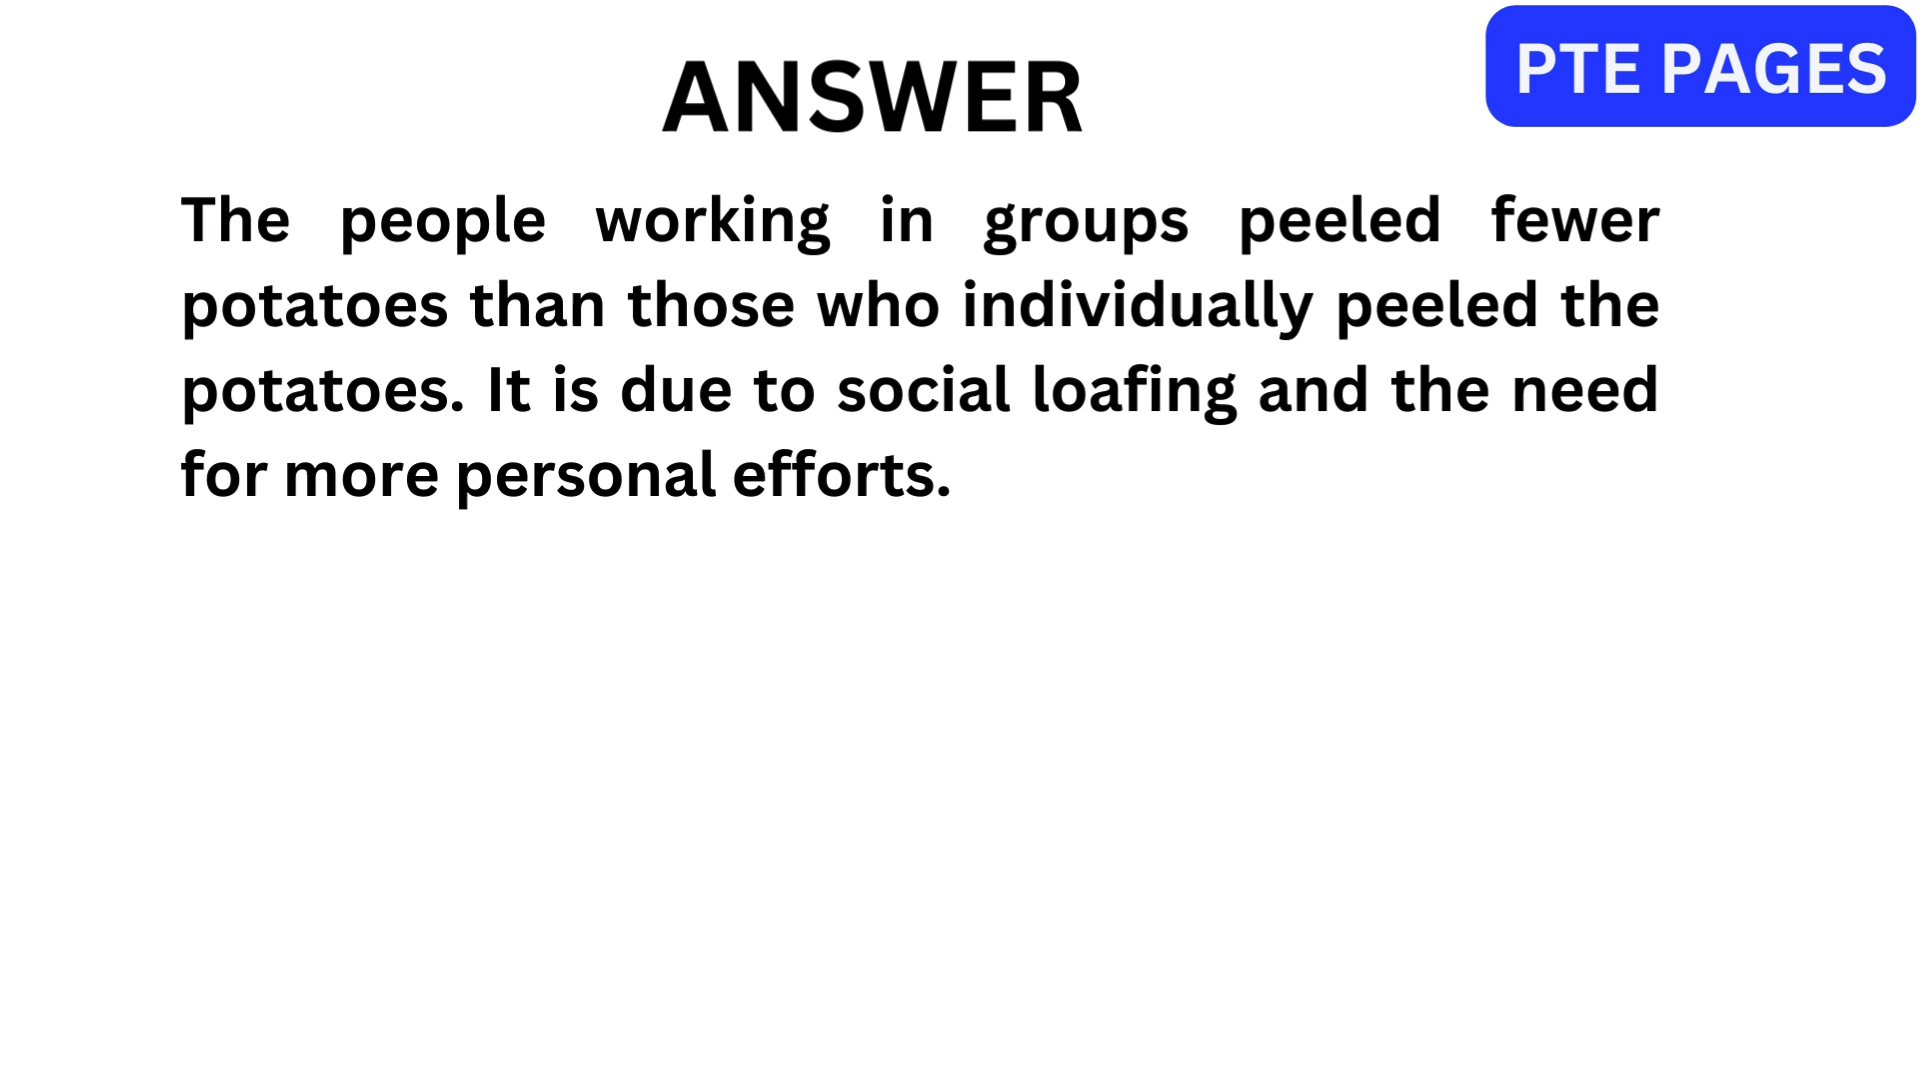 PTE PAGES
ANSWER
The people working in groups peeled fewer
potatoes than those who individually peeled the
potatoes. It is due to social loafing and the need
for more personal efforts.